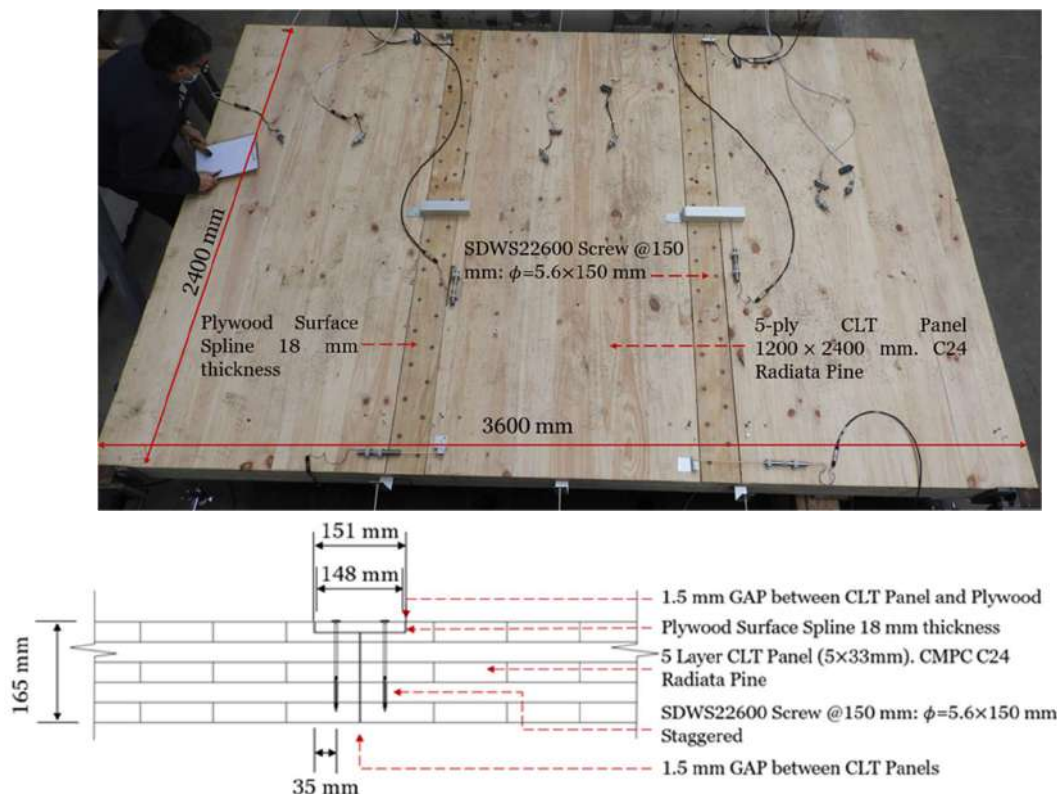 2400 mm
SDWS22600 Screw @150
mm: ϕ=5.6×150 mm
Plywood Surface
Spline 18 mm
thickness
5-ply CLT Panel
1200 × 2400 mm. C24
Radiata Pine
3600 mm
151 mm
148 mm
165 mm
35 mm
1.5 mm GAP between CLT Panel and Plywood
Plywood Surface Spline 18 mm thickness
5 Layer CLT Panel (5×33mm). CMPC C24
Radiata Pine
SDWS22600 Screw @150 mm: ϕ=5.6×150 mm
Staggered
1.5 mm GAP between CLT Panels